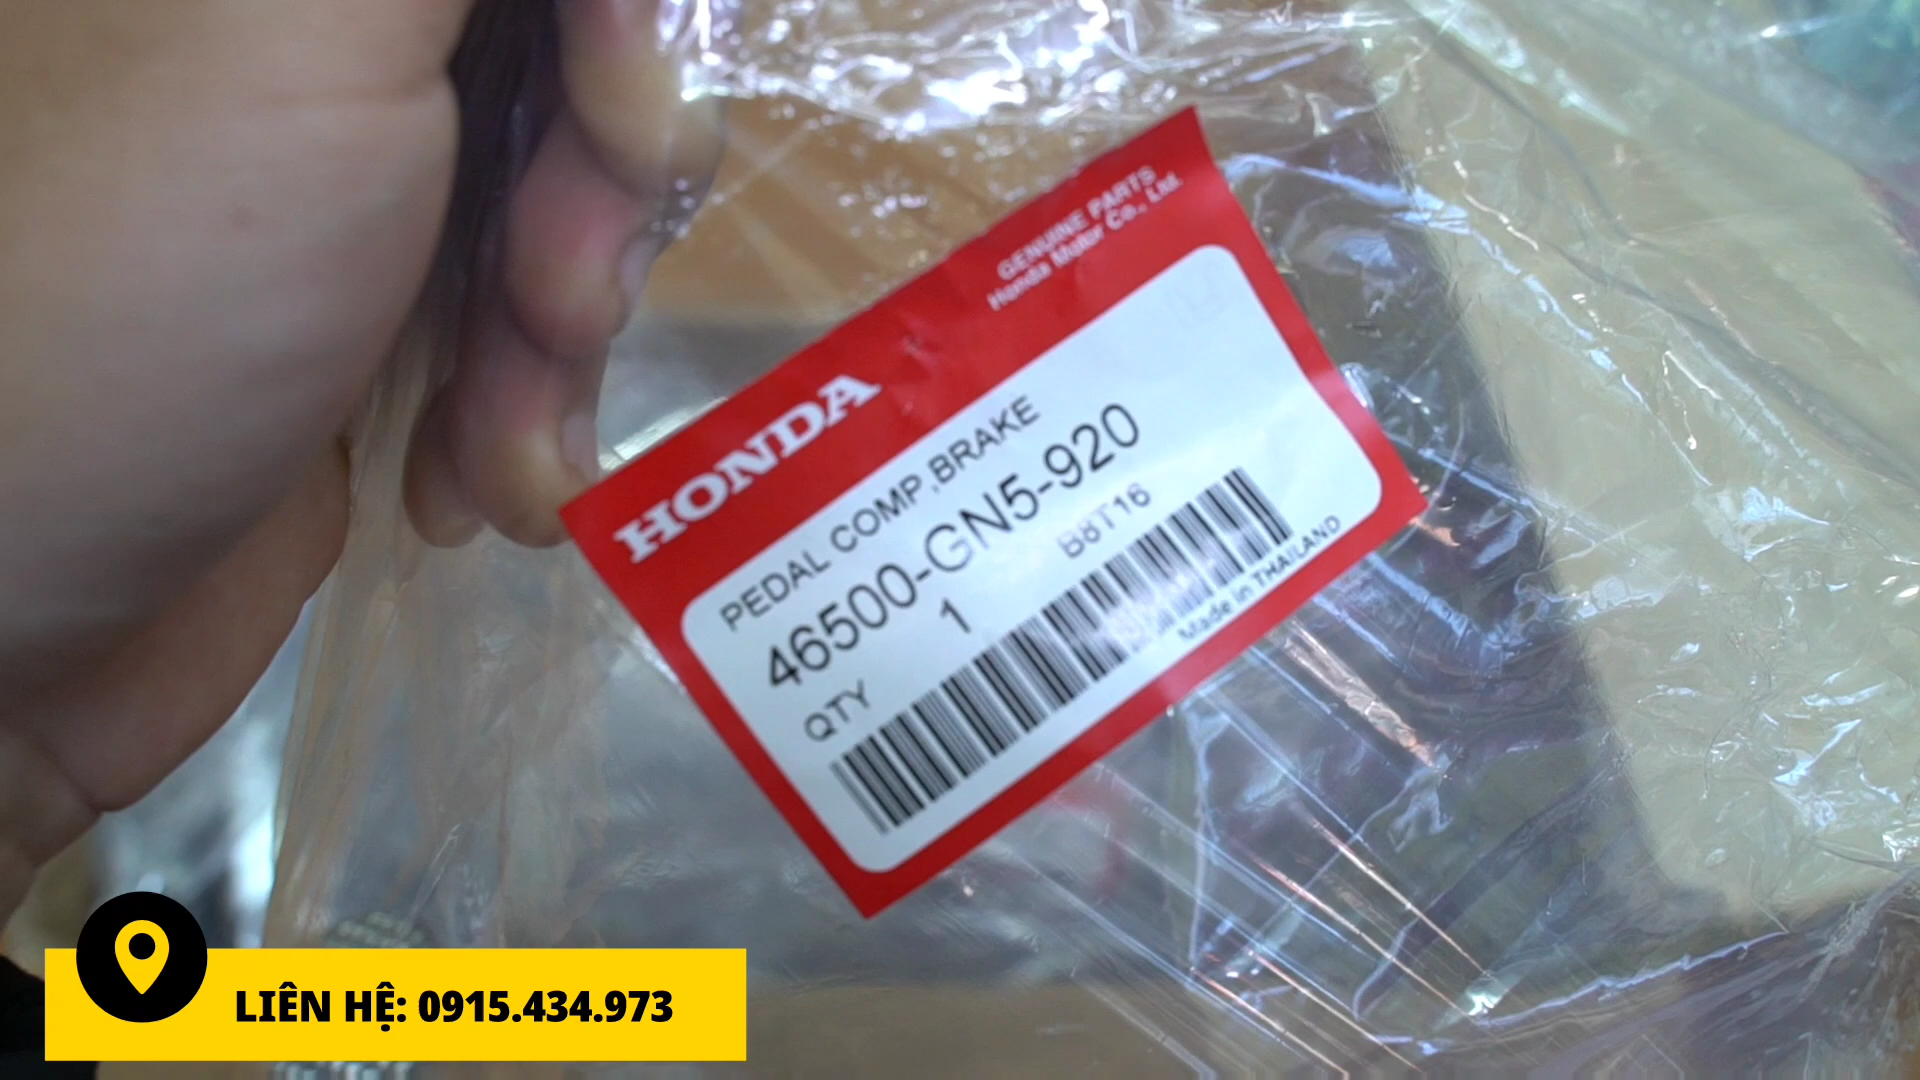 GENUINE PARTS
Honda Motor Co., Ltd.
HONDA
PEDAL COMP,BRAKE
46500-GN5-920
QTY 1 B8T16
Made in THAILAND
LIÊN HỆ: 0915.434.973